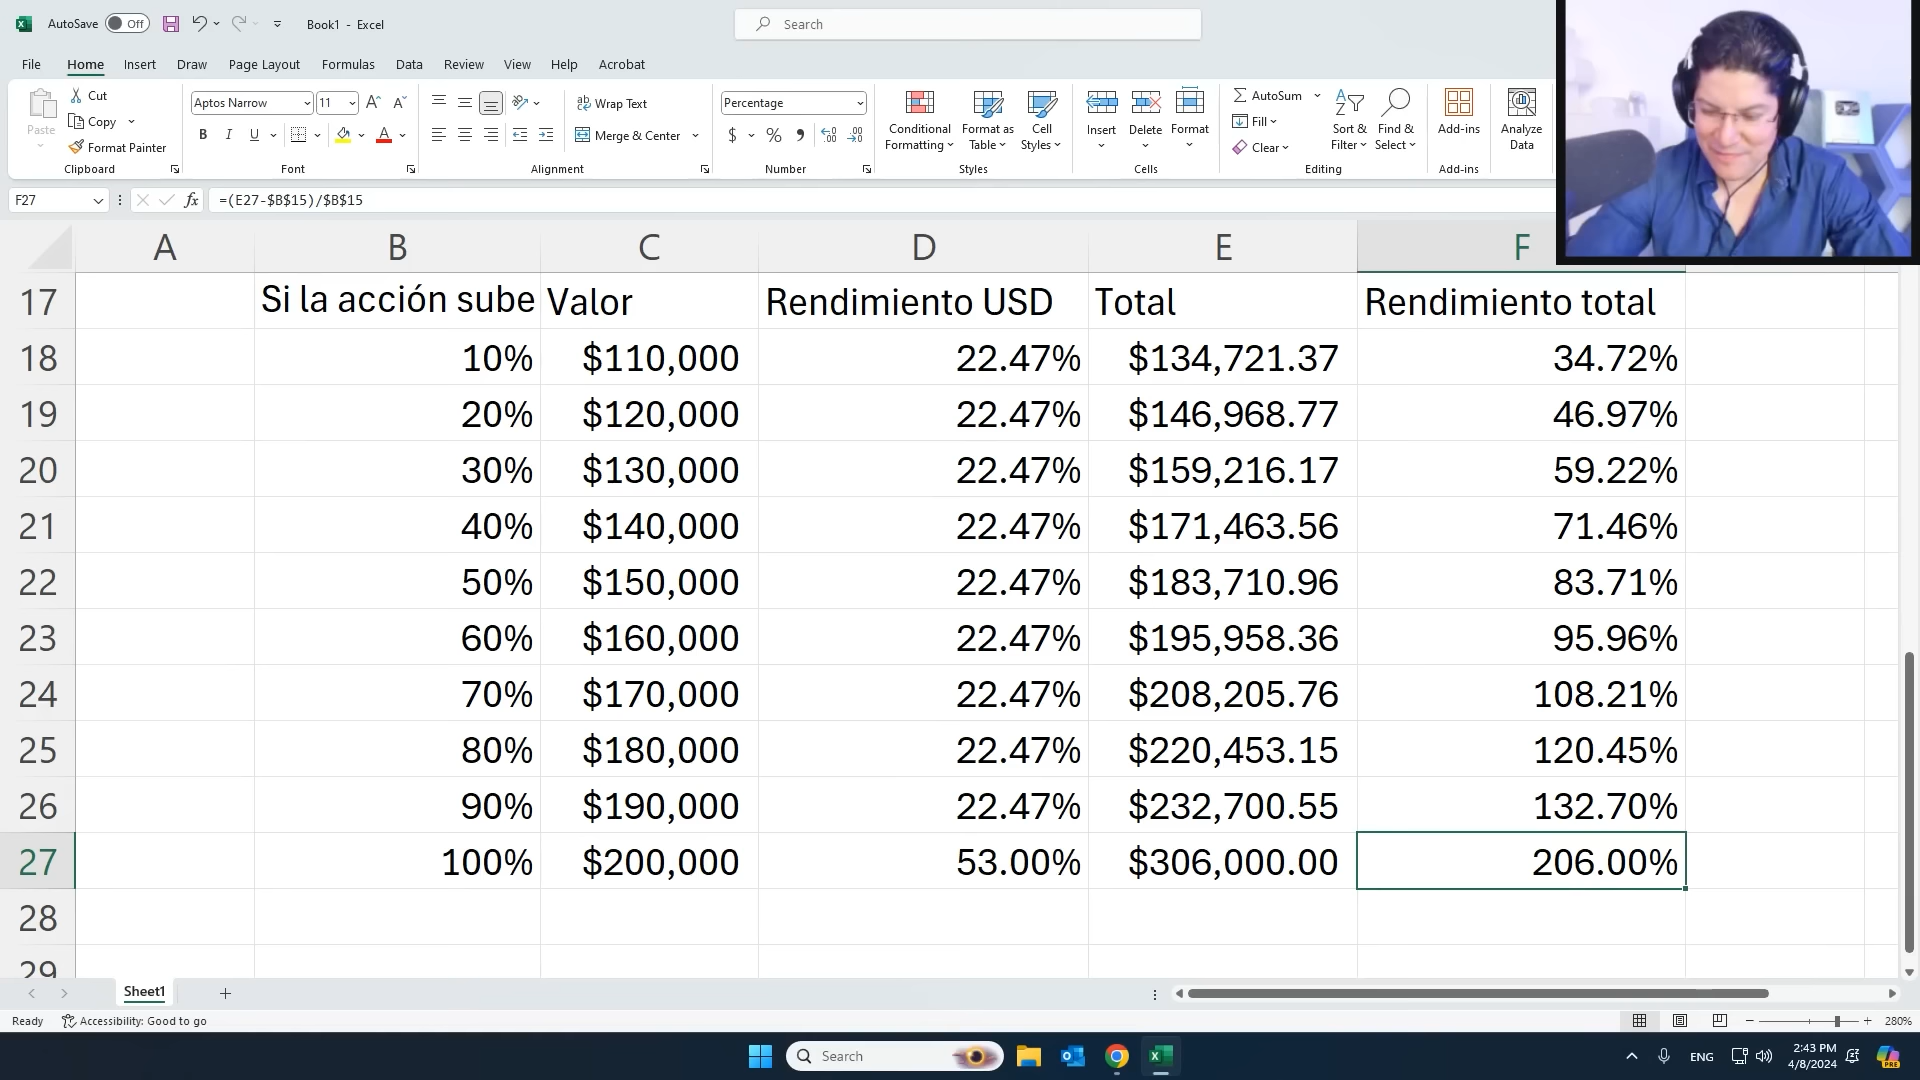 AutoSave Off Book1 - Excel Search
File Home Insert Draw Page Layout Formulas Data Review View Help Acrobat
Paste Cut Copy Format Painter Clipboard
Aptos Narrow 11 B I U Font
Wrap Text Merge & Center Alignment
Percentage $ % Number
Conditional Formatting Format as Table Cell Styles Styles
Insert Delete Format Cells
AutoSum Fill Clear Sort & Filter Find & Select Editing
Add-ins Add-ins
Analyze Data
F27 fx =(E27-$B$15)/$B$15
A B C D E F
17 Si la acción sube Valor Rendimiento USD Total Rendimiento total
18 10% $110,000 22.47% $134,721.37 34.72%
19 20% $120,000 22.47% $146,968.77 46.97%
20 30% $130,000 22.47% $159,216.17 59.22%
21 40% $140,000 22.47% $171,463.56 71.46%
22 50% $150,000 22.47% $183,710.96 83.71%
23 60% $160,000 22.47% $195,958.36 95.96%
24 70% $170,000 22.47% $208,205.76 108.21%
25 80% $180,000 22.47% $220,453.15 120.45%
26 90% $190,000 22.47% $232,700.55 132.70%
27 100% $200,000 53.00% $306,000.00 206.00%
28
29
Sheet1
Ready Accessibility: Good to go 280%
Search ENG 2:43 PM
4/8/2024
PRE